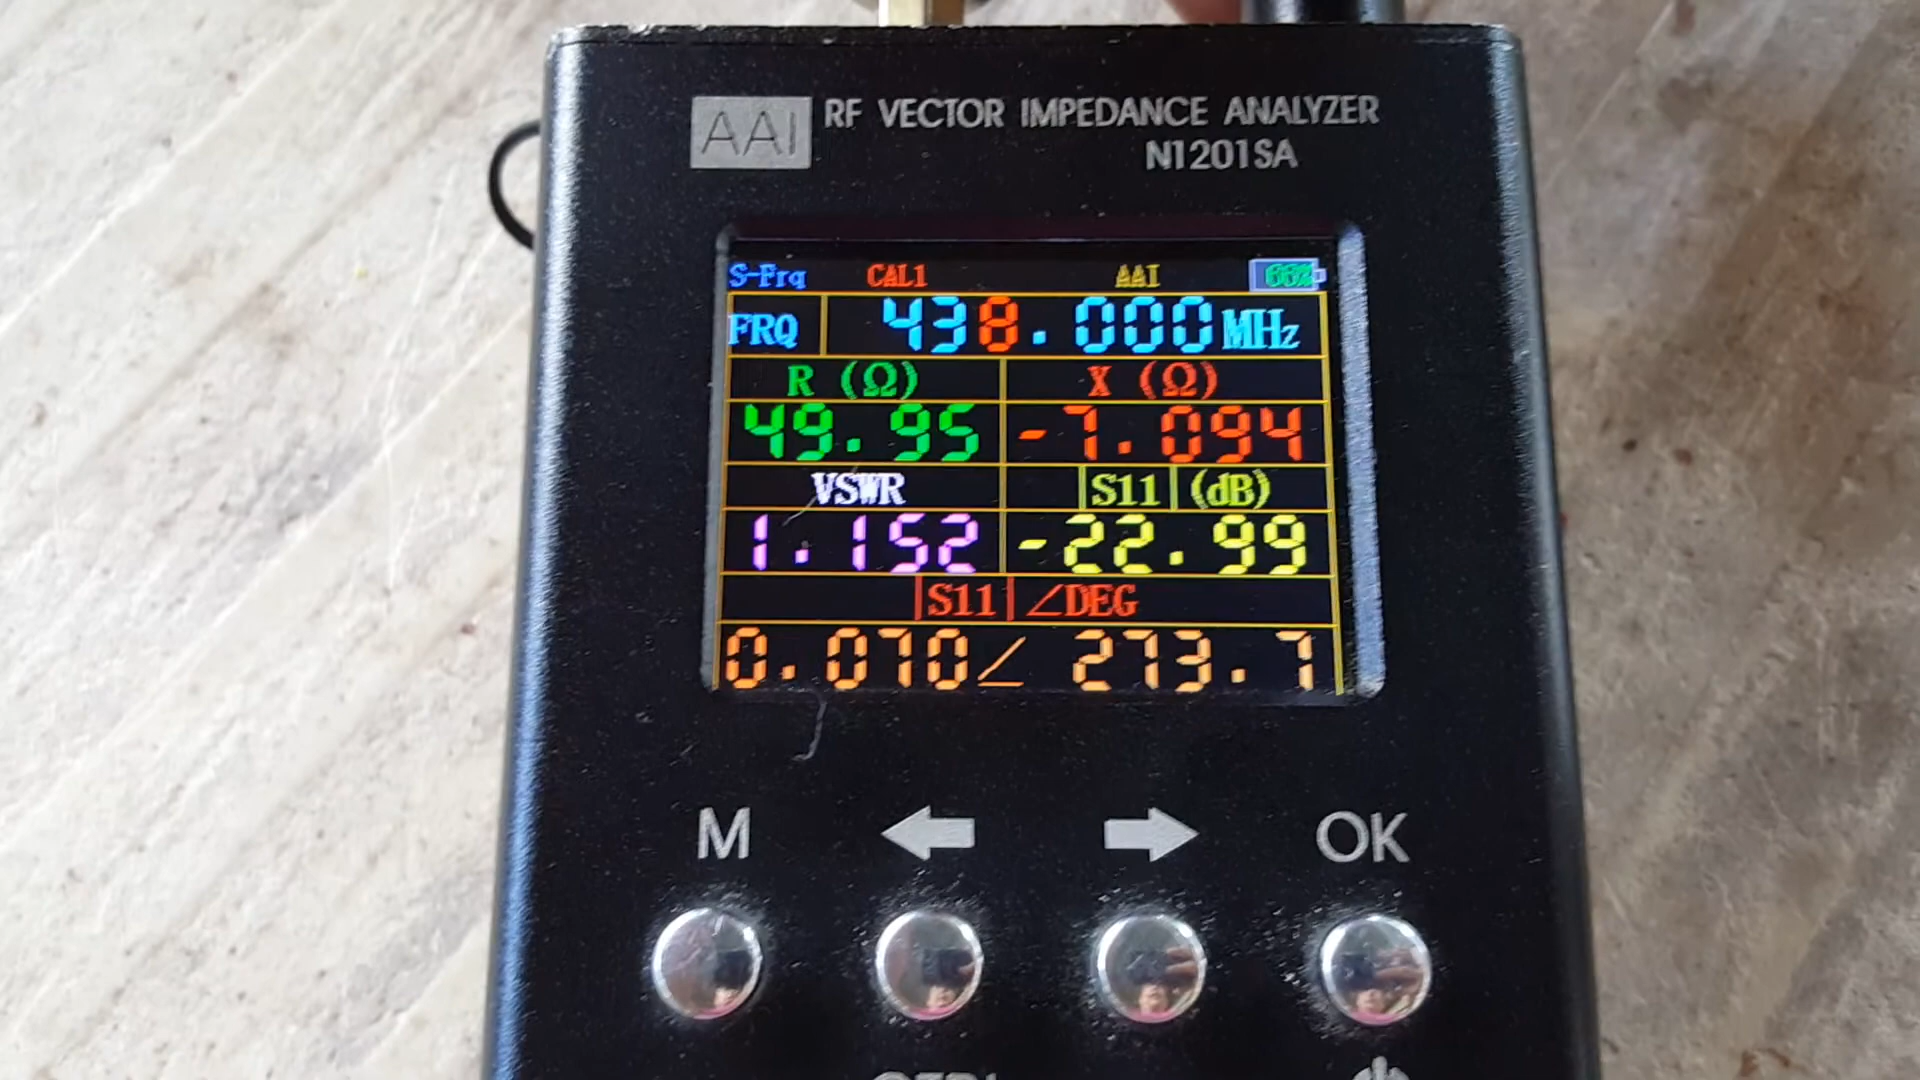 AAI RF VECTOR IMPEDANCE ANALYZER
N1201SA
S-Frq CAL1 AAI 66%
FRQ 438.000MHz
R (Ω) X (Ω)
49.95 -7.094
VSWR |S11|(dB)
1.152 -22.99
|S11|∠DEG
0.070∠ 273.7
M ← → OK